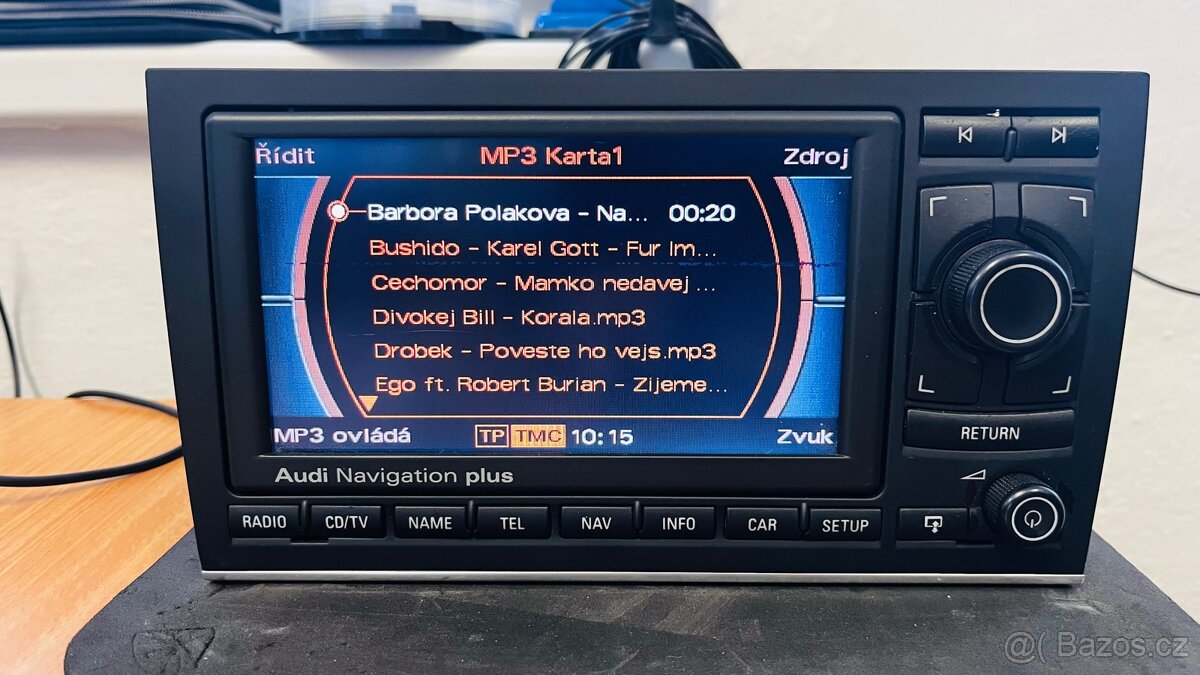 Řídit MP3 Karta1 Zdroj
Barbora Polakova - Na... 00:20
Bushido - Karel Gott - Fur Im...
Cechomor - Mamko nedavej ...
Divokej Bill - Korala.mp3
Drobek - Poveste ho vejs.mp3
Ego ft. Robert Burian - Zijeme...
MP3 ovládá TP TMC 10:15 Zvuk
Audi Navigation plus
RETURN
RADIO CD/TV NAME TEL NAV INFO CAR SETUP
@( Bazos.cz